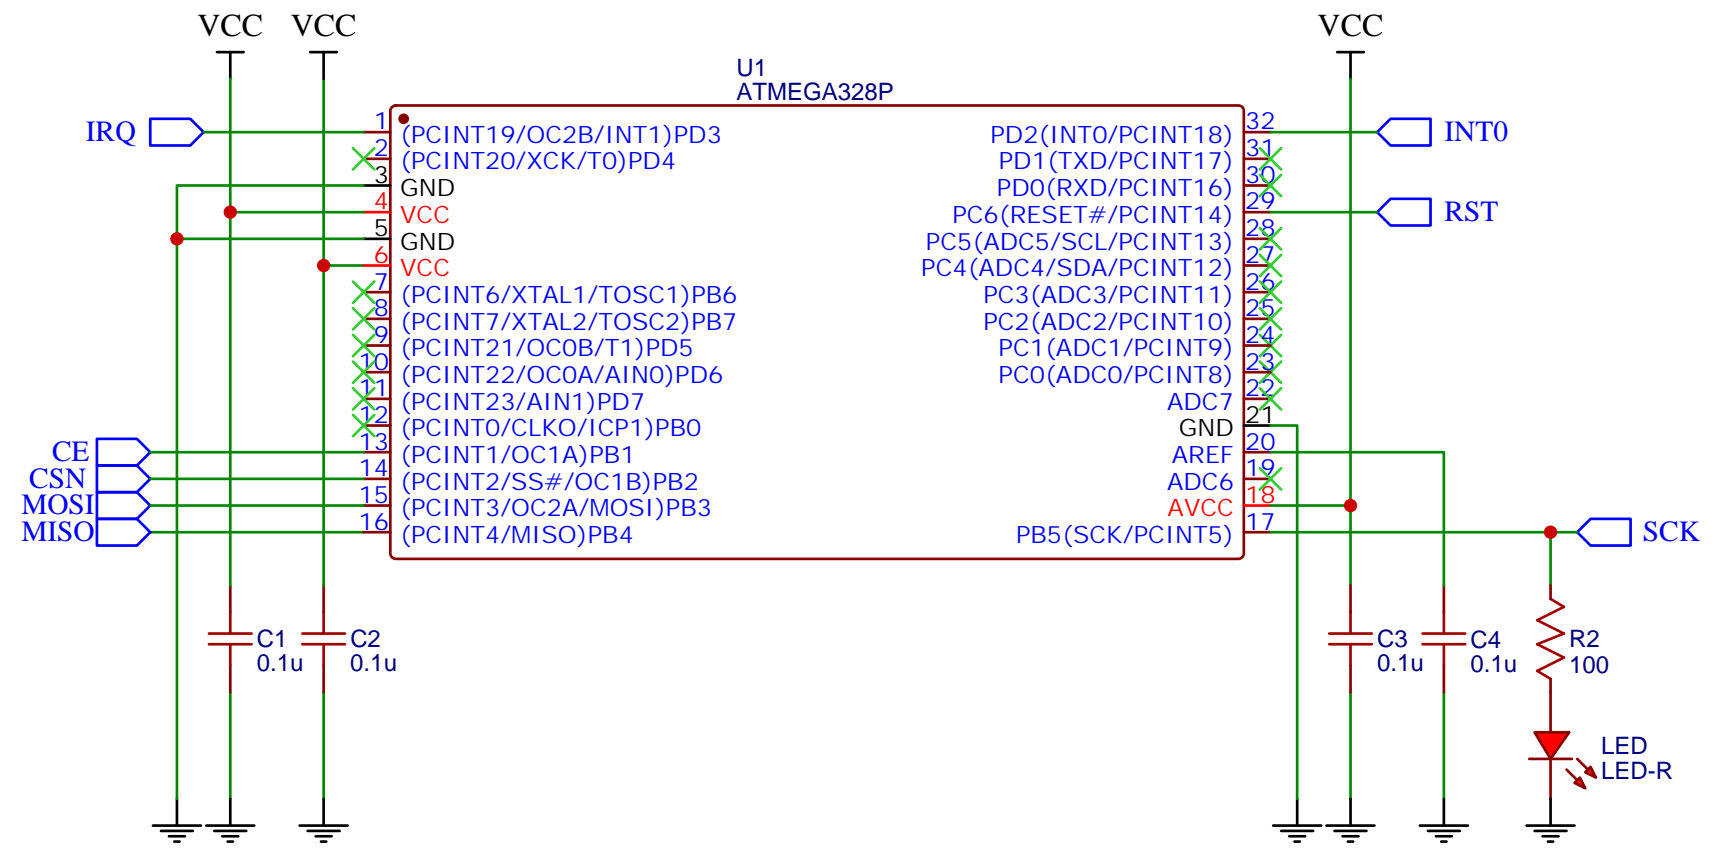 VCC
VCC
VCC
U1
ATMEGA328P
IRQ
1
(PCINT19/OC2B/INT1)PD3
2
(PCINT20/XCK/T0)PD4
3
GND
4
VCC
5
GND
6
VCC
7
(PCINT6/XTAL1/TOSC1)PB6
8
(PCINT7/XTAL2/TOSC2)PB7
9
(PCINT21/OC0B/T1)PD5
10
(PCINT22/OC0A/AIN0)PD6
11
(PCINT23/AIN1)PD7
12
(PCINT0/CLKO/ICP1)PB0
CE
13
(PCINT1/OC1A)PB1
CSN
14
(PCINT2/SS#/OC1B)PB2
MOSI
15
(PCINT3/OC2A/MOSI)PB3
MISO
16
(PCINT4/MISO)PB4
PD2(INT0/PCINT18)
32
INT0
PD1(TXD/PCINT17)
31
PD0(RXD/PCINT16)
30
PC6(RESET#/PCINT14)
29
RST
PC5(ADC5/SCL/PCINT13)
28
PC4(ADC4/SDA/PCINT12)
27
PC3(ADC3/PCINT11)
26
PC2(ADC2/PCINT10)
25
PC1(ADC1/PCINT9)
24
PC0(ADC0/PCINT8)
23
ADC7
22
GND
21
AREF
20
ADC6
19
AVCC
18
PB5(SCK/PCINT5)
17
SCK
C1
0.1u
C2
0.1u
C3
0.1u
C4
0.1u
R2
100
LED
LED-R